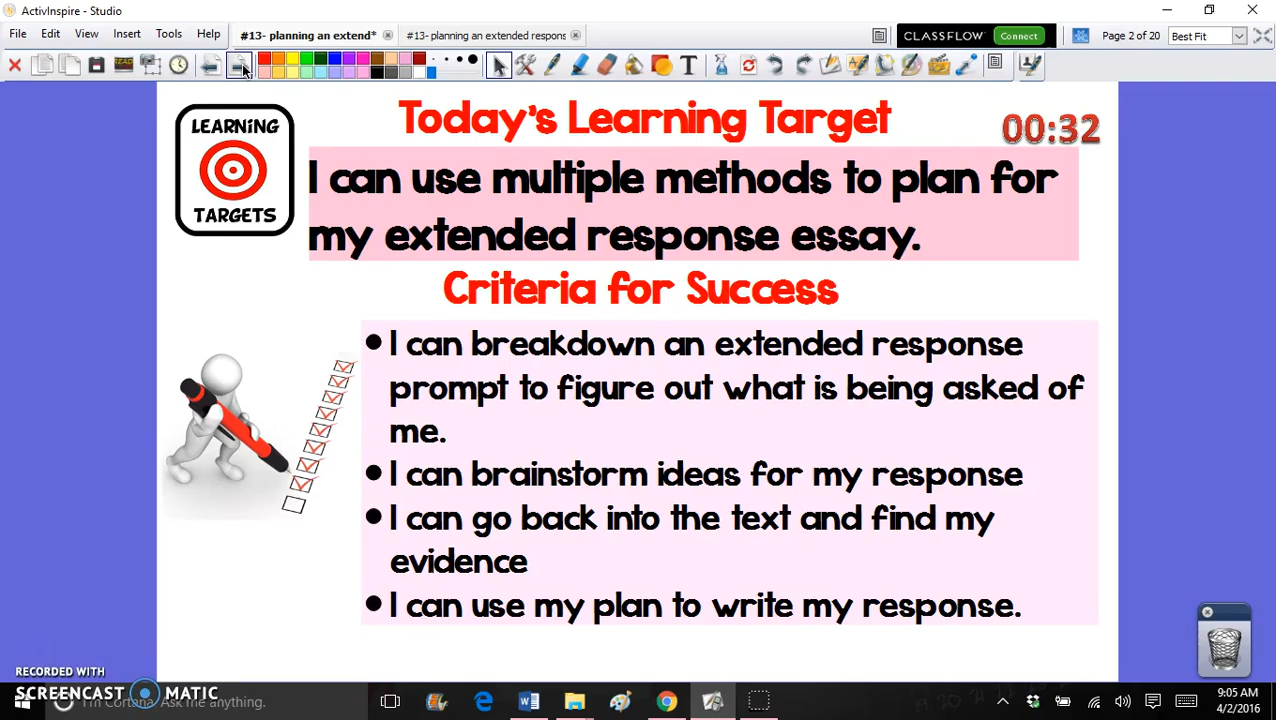 ActivInspire - Studio
File Edit View Insert Tools Help #13- planning an extend* #13- planning an extended respons CLASSFLOW Connect Page 2 of 20 Best Fit
LEARNING
TARGETS
Today's Learning Target
00:32
I can use multiple methods to plan for
my extended response essay.
Criteria for Success
• I can breakdown an extended response
prompt to figure out what is being asked of
me.
• I can brainstorm ideas for my response
• I can go back into the text and find my
evidence
• I can use my plan to write my response.
RECORDED WITH
SCREENCAST MATIC
I'm Cortana. Ask me anything.
9:05 AM
4/2/2016